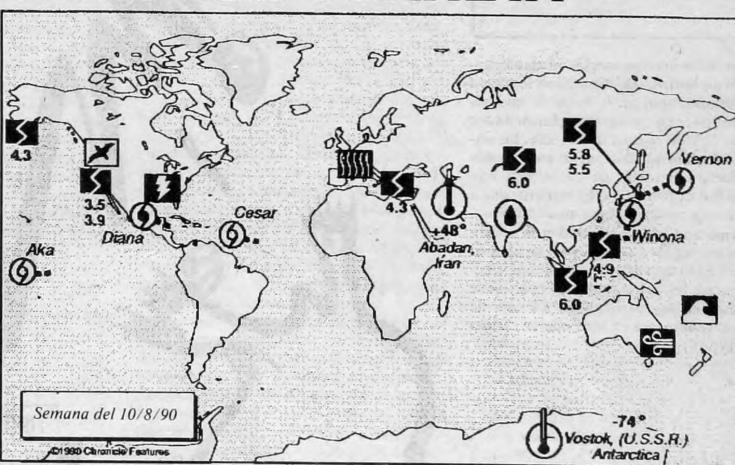 4.3
3.5
3.9
Aka
Diana
Cesar
4.3
+48°
Abadan,
Iran
6.0
5.8
5.5
Vernon
Winona
4.9
6.0
Semana del 10/8/90
©1990 Chronicle Features
-74°
Vostok, (U.S.S.R.)
Antarctica